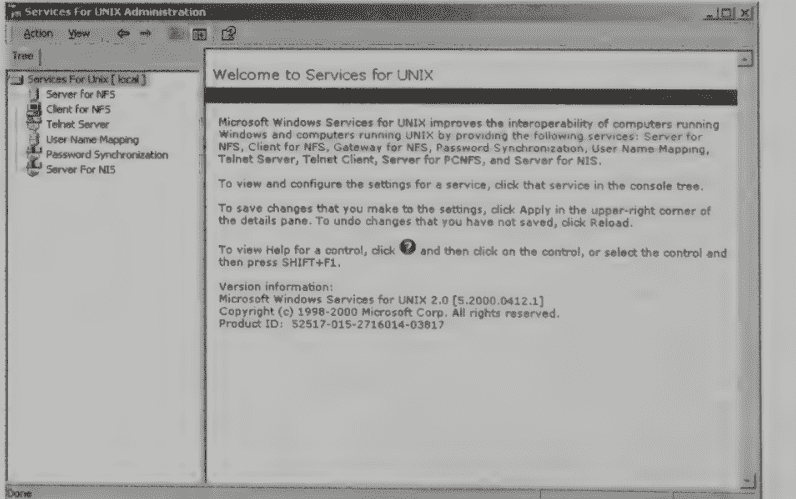 Services For UNIX Administration
Action View
Tree
Services For Unix [ local ]
Server for NFS
Client for NFS
Telnet Server
User Name Mapping
Password Synchronization
Server For NIS
Welcome to Services for UNIX
Microsoft Windows Services for UNIX improves the interoperability of computers running
Windows and computers running UNIX by providing the following services: Server for
NFS, Client for NFS, Gateway for NFS, Password Synchronization, User Name Mapping,
Telnet Server, Telnet Client, Server for PCNFS, and Server for NIS.
To view and configure the settings for a service, click that service in the console tree.
To save changes that you make to the settings, click Apply in the upper-right corner of
the details pane. To undo changes that you have not saved, click Reload.
To view Help for a control, click ? and then click on the control, or select the control and
then press SHIFT+F1.
Version information:
Microsoft Windows Services for UNIX 2.0 [5.2000.0412.1]
Copyright (c) 1998-2000 Microsoft Corp. All rights reserved.
Product ID: 52517-015-2716014-03817
Done